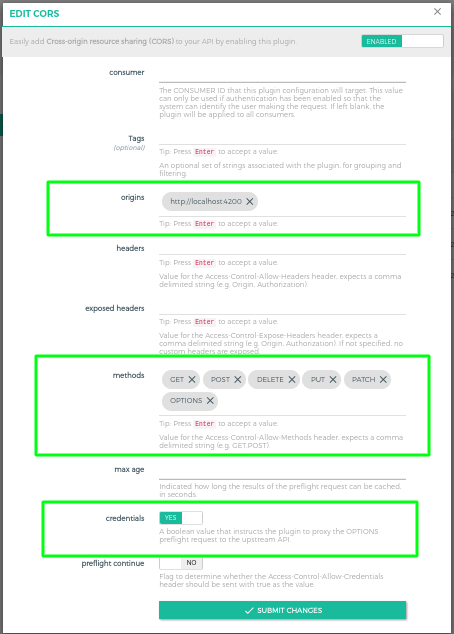 EDIT CORS
Easily add Cross-origin resource sharing (CORS) to your API by enabling this plugin.
ENABLED
consumer
The CONSUMER ID that this plugin configuration will target. This value
can only be used if authentication has been enabled so that the
system can identify the user making the request. If left blank, the
plugin will be applied to all consumers.
Tags
(optional)
Tip: Press Enter to accept a value.
An optional set of strings associated with the plugin, for grouping and
filtering.
origins
http://localhost:4200
Tip: Press Enter to accept a value.
headers
Tip: Press Enter to accept a value.
Value for the Access-Control-Allow-Headers header, expects a comma
delimited string (e.g. Origin, Authorization).
exposed headers
Tip: Press Enter to accept a value.
Value for the Access-Control-Expose-Headers header, expects a
comma delimited string (e.g. Origin, Authorization). If not specified, no
custom headers are exposed.
methods
GET POST DELETE PUT PATCH
OPTIONS
Tip: Press Enter to accept a value.
Value for the Access-Control-Allow-Methods header, expects a comma
delimited string (e.g. GET,POST).
max age
Indicated how long the results of the preflight request can be cached,
in seconds.
credentials
YES
A boolean value that instructs the plugin to proxy the OPTIONS
preflight request to the upstream API.
preflight continue
NO
Flag to determine whether the Access-Control-Allow-Credentials
header should be sent with true as the value.
SUBMIT CHANGES